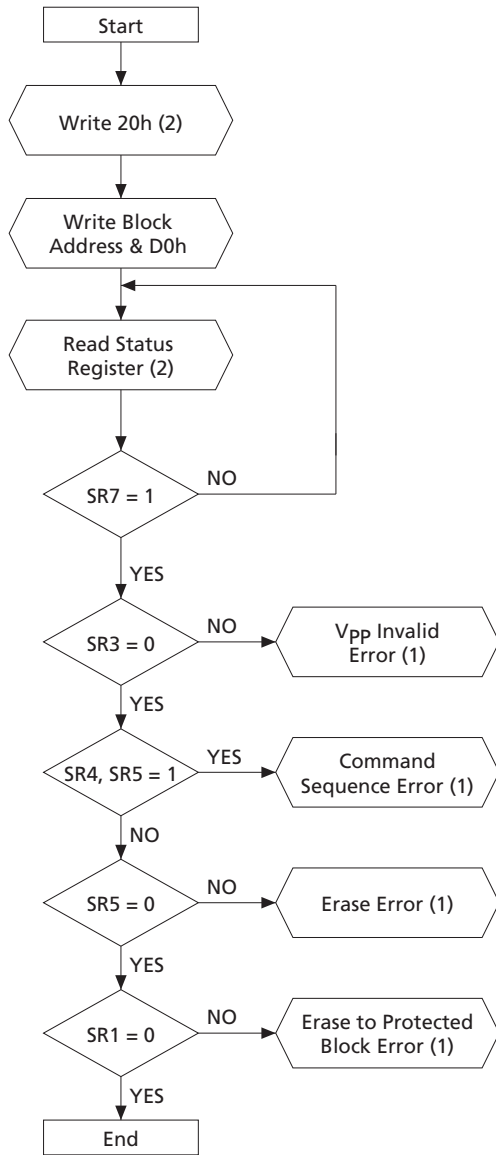 Start
Write 20h (2)
Write Block
Address & D0h
Read Status
Register (2)
SR7 = 1
NO
YES
SR3 = 0
NO
VPP Invalid
Error (1)
YES
SR4, SR5 = 1
YES
Command
Sequence Error (1)
NO
SR5 = 0
NO
Erase Error (1)
YES
SR1 = 0
NO
Erase to Protected
Block Error (1)
YES
End